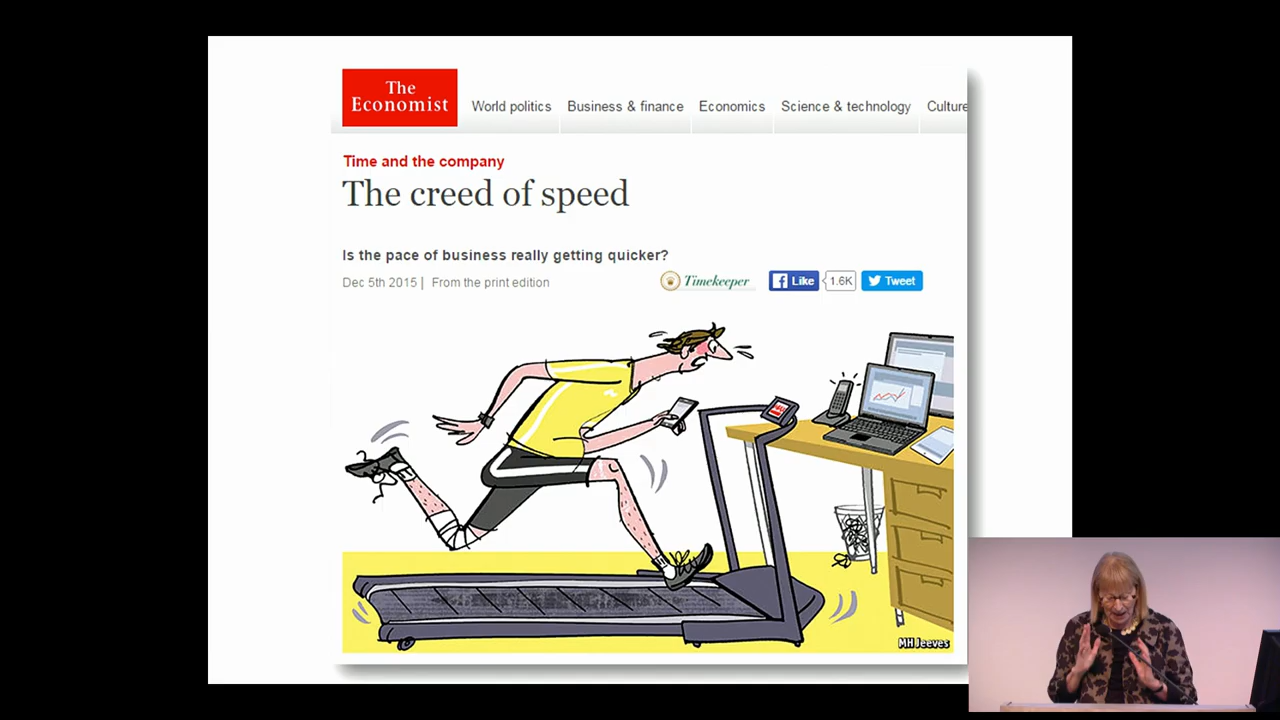 The
Economist
World politics
Business & finance
Economics
Science & technology
Culture
Time and the company
The creed of speed
Is the pace of business really getting quicker?
Dec 5th 2015 | From the print edition
Timekeeper
Like
1.6K
Tweet
MH Jeeves